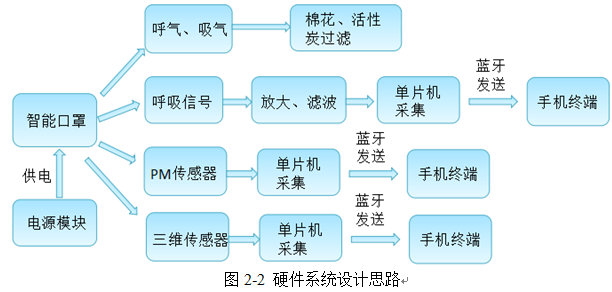 呼气、吸气
棉花、活性
炭过滤
智能口罩
呼吸信号
放大、滤波
单片机
采集
蓝牙
发送
手机终端
供电
PM传感器
单片机
采集
蓝牙
发送
手机终端
电源模块
三维传感器
单片机
采集
蓝牙
发送
手机终端
图 2-2 硬件系统设计思路